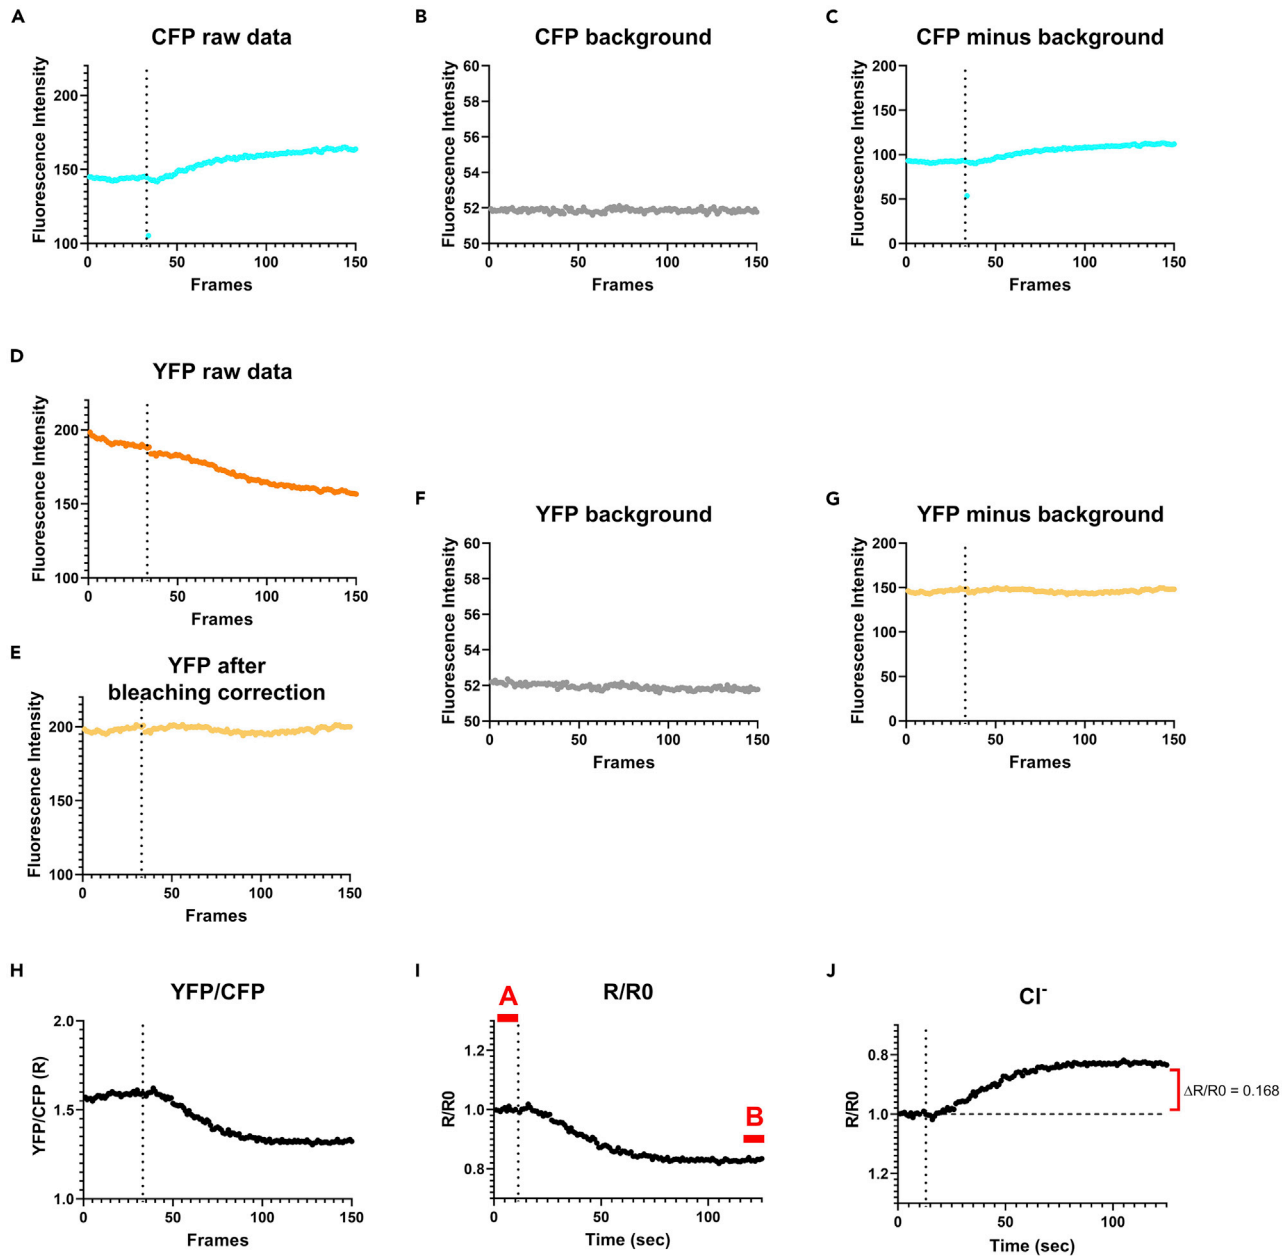 A
CFP raw data
Fluorescence Intensity
200
150
100
0 50 100 150
Frames
B
CFP background
Fluorescence Intensity
60
58
56
54
52
50
0 50 100 150
Frames
C
CFP minus background
Fluorescence Intensity
200
150
100
50
0
0 50 100 150
Frames
D
YFP raw data
Fluorescence Intensity
200
150
100
0 50 100 150
Frames
E
YFP after
bleaching correction
Fluorescence Intensity
200
150
100
0 50 100 150
Frames
F
YFP background
Fluorescence Intensity
60
58
56
54
52
50
0 50 100 150
Frames
G
YFP minus background
Fluorescence Intensity
200
150
100
50
0
0 50 100 150
Frames
H
YFP/CFP
YFP/CFP (R)
2.0
1.5
1.0
0 50 100 150
Frames
I
R/R0
A
B
R/R0
1.2
1.0
0.8
0 50 100
Time (sec)
J
Cl-
R/R0
0.8
1.0
1.2
ΔR/R0 = 0.168
0 50 100
Time (sec)